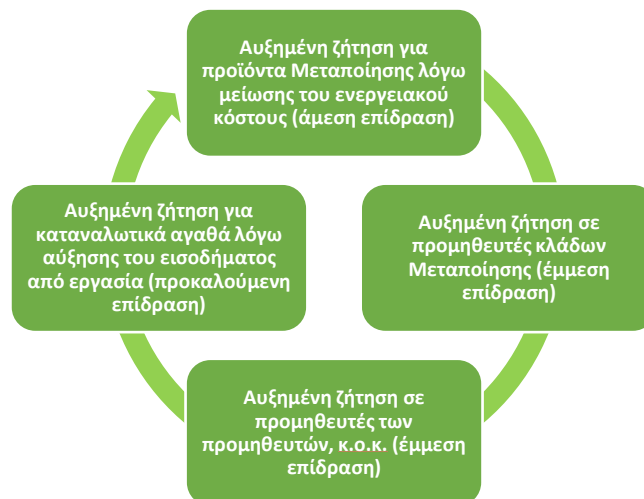 Αυξημένη ζήτηση για
προϊόντα Μεταποίησης λόγω
μείωσης του ενεργειακού
κόστους (άμεση επίδραση)
Αυξημένη ζήτηση σε
προμηθευτές κλάδων
Μεταποίησης (έμμεση
επίδραση)
Αυξημένη ζήτηση σε
προμηθευτές των
προμηθευτών, κ.ο.κ. (έμμεση
επίδραση)
Αυξημένη ζήτηση για
καταναλωτικά αγαθά λόγω
αύξησης του εισοδήματος
από εργασία (προκαλούμενη
επίδραση)